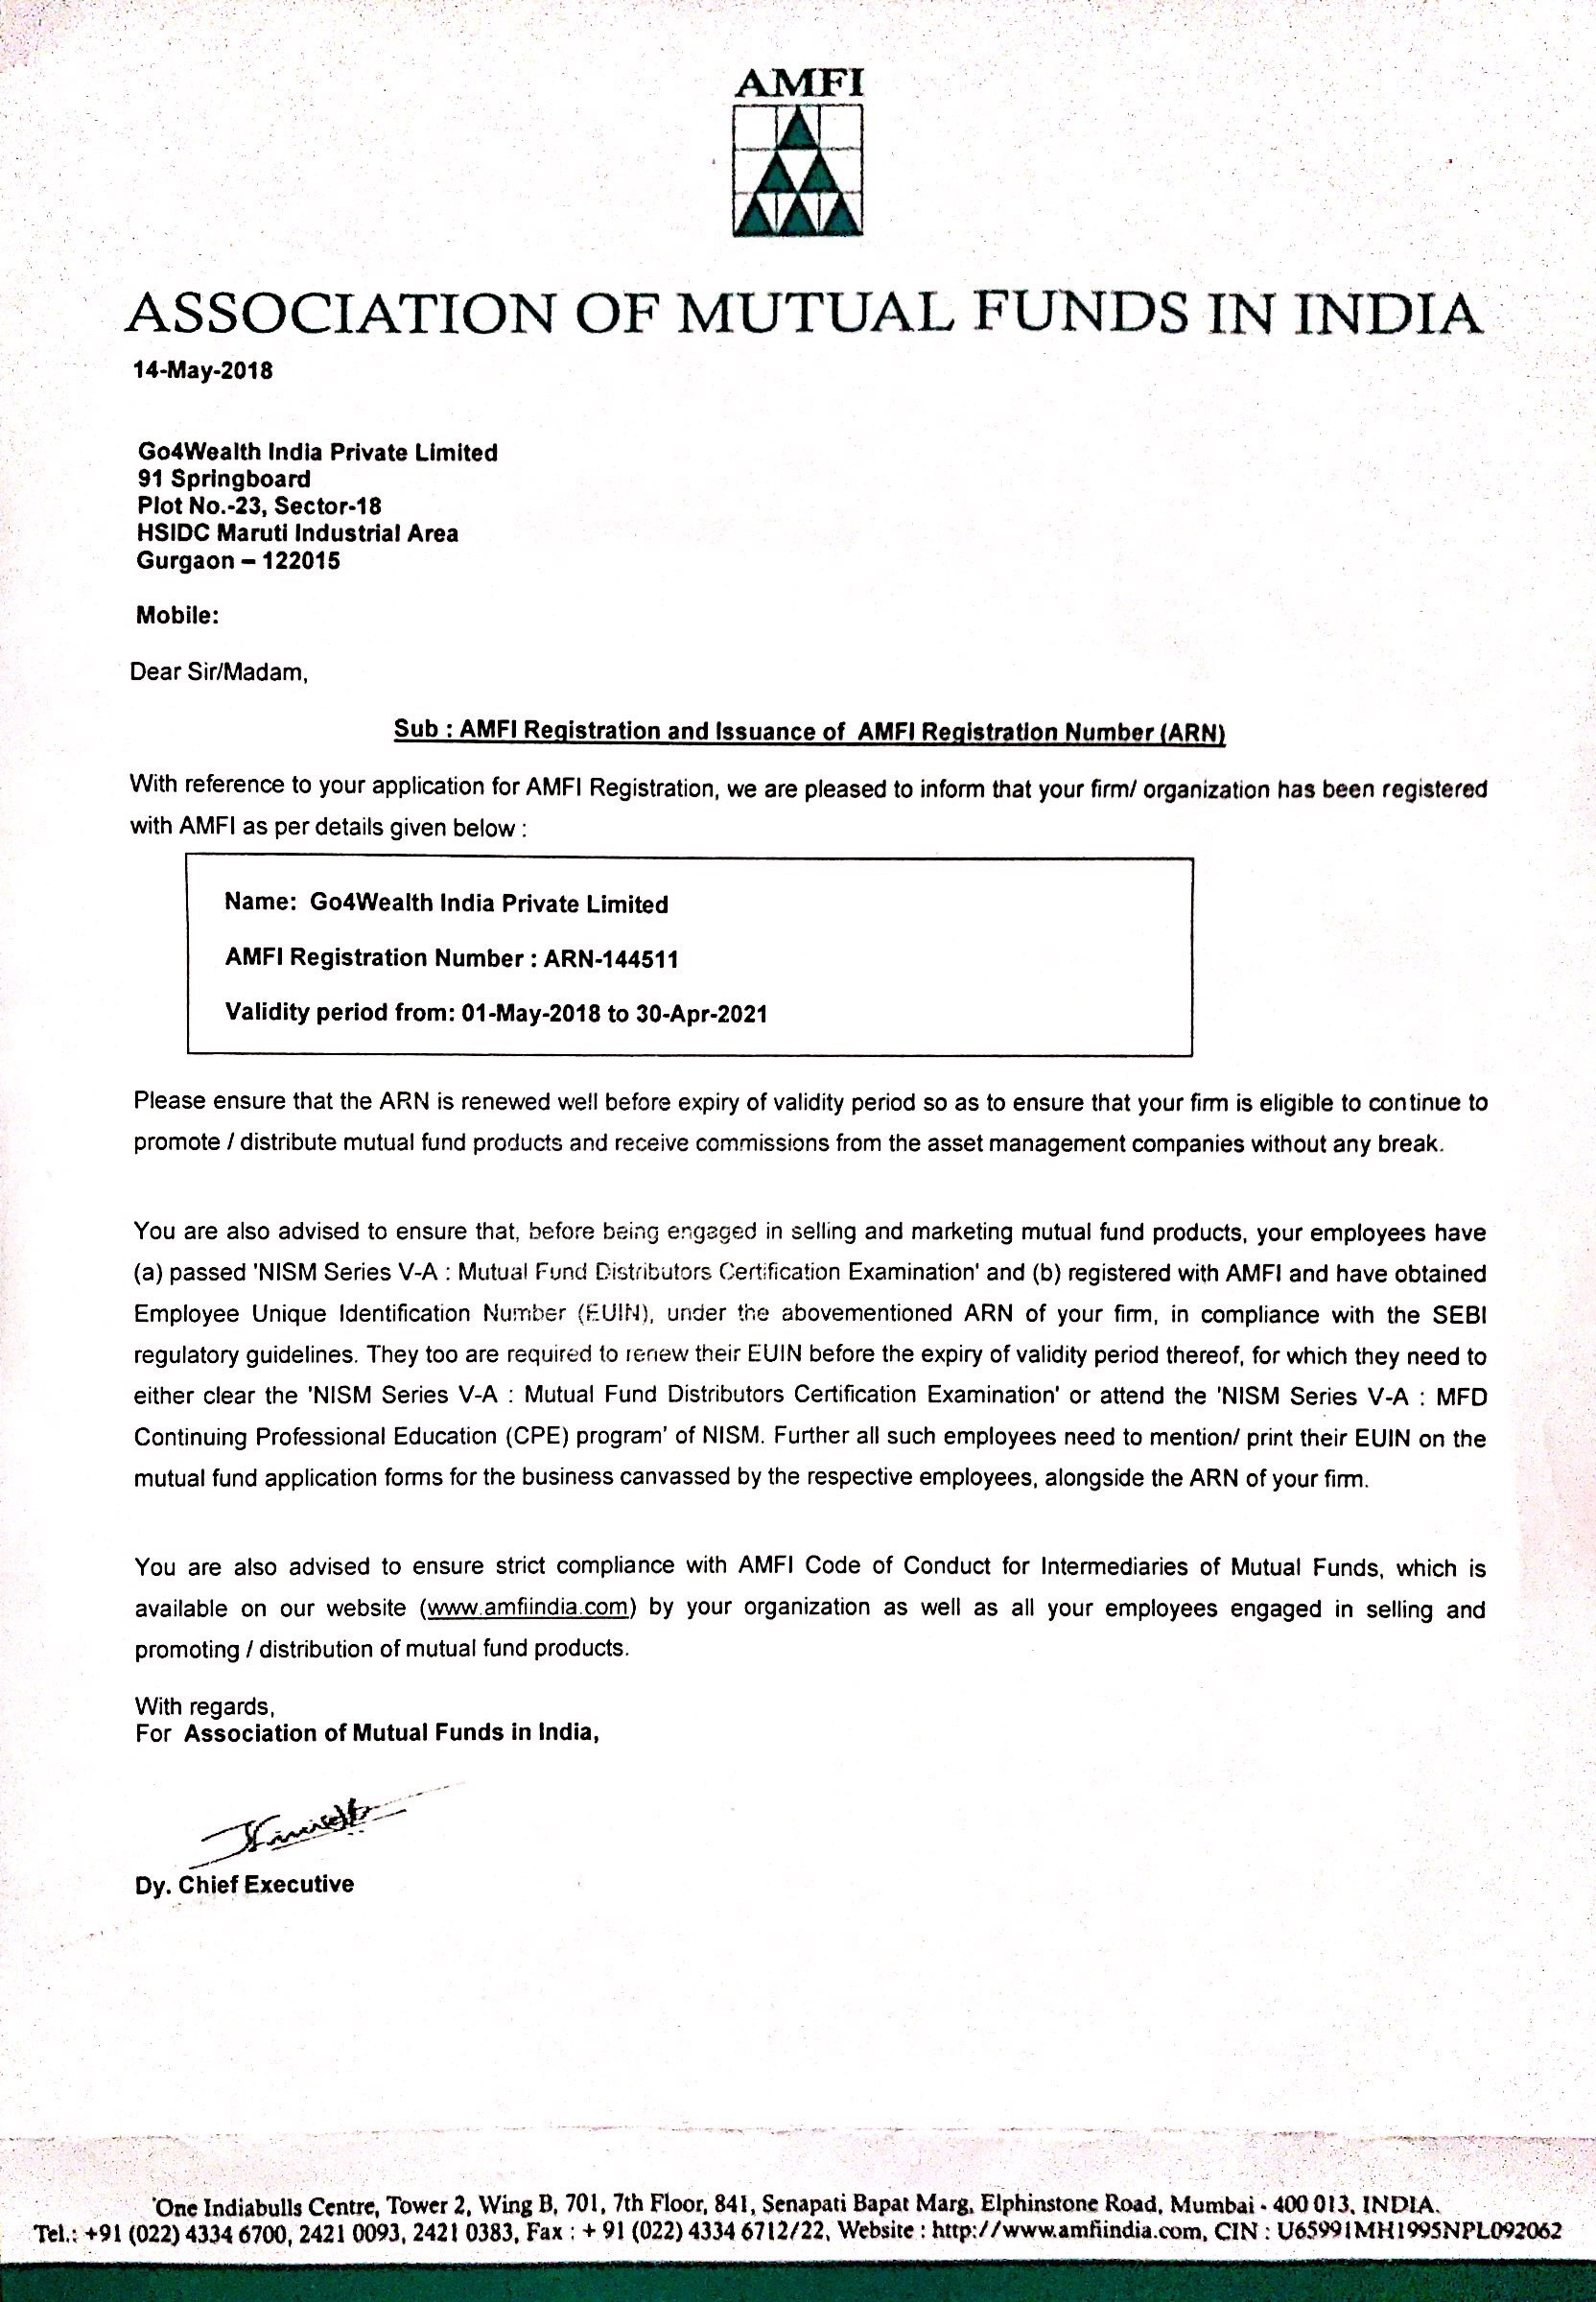 AMFI
ASSOCIATION OF MUTUAL FUNDS IN INDIA
14-May-2018
Go4Wealth India Private Limited
91 Springboard
Plot No.-23, Sector-18
HSIDC Maruti Industrial Area
Gurgaon – 122015
Mobile:
Dear Sir/Madam,
Sub : AMFI Registration and Issuance of AMFI Registration Number (ARN)
With reference to your application for AMFI Registration, we are pleased to inform that your firm/ organization has been registered
with AMFI as per details given below :
Name: Go4Wealth India Private Limited
AMFI Registration Number : ARN-144511
Validity period from: 01-May-2018 to 30-Apr-2021
Please ensure that the ARN is renewed well before expiry of validity period so as to ensure that your firm is eligible to continue to
promote / distribute mutual fund products and receive commissions from the asset management companies without any break.
You are also advised to ensure that, before being engaged in selling and marketing mutual fund products, your employees have
(a) passed 'NISM Series V-A : Mutual Fund Distributors Certification Examination' and (b) registered with AMFI and have obtained
Employee Unique Identification Number (EUIN), under the abovementioned ARN of your firm, in compliance with the SEBI
regulatory guidelines. They too are required to renew their EUIN before the expiry of validity period thereof, for which they need to
either clear the 'NISM Series V-A : Mutual Fund Distributors Certification Examination' or attend the 'NISM Series V-A : MFD
Continuing Professional Education (CPE) program' of NISM. Further all such employees need to mention/ print their EUIN on the
mutual fund application forms for the business canvassed by the respective employees, alongside the ARN of your firm.
You are also advised to ensure strict compliance with AMFI Code of Conduct for Intermediaries of Mutual Funds, which is
available on our website (www.amfiindia.com) by your organization as well as all your employees engaged in selling and
promoting / distribution of mutual fund products.
With regards,
For Association of Mutual Funds in India,
Dy. Chief Executive
One Indiabulls Centre, Tower 2, Wing B, 701, 7th Floor, 841, Senapati Bapat Marg, Elphinstone Road, Mumbai - 400 013, INDIA.
Tel.: +91 (022) 4334 6700, 2421 0093, 2421 0383, Fax : + 91 (022) 4334 6712/22, Website : http://www.amfiindia.com, CIN : U65991MH1995NPL092062